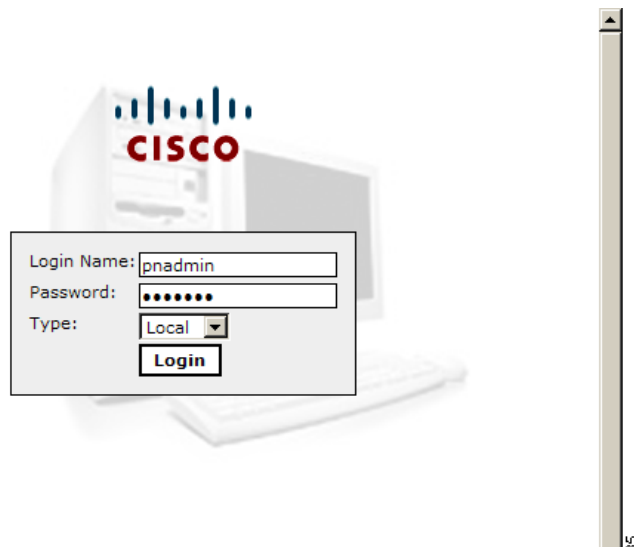 CISCO
Login Name: pnadmin
Password: •••••••
Type: Local
Login